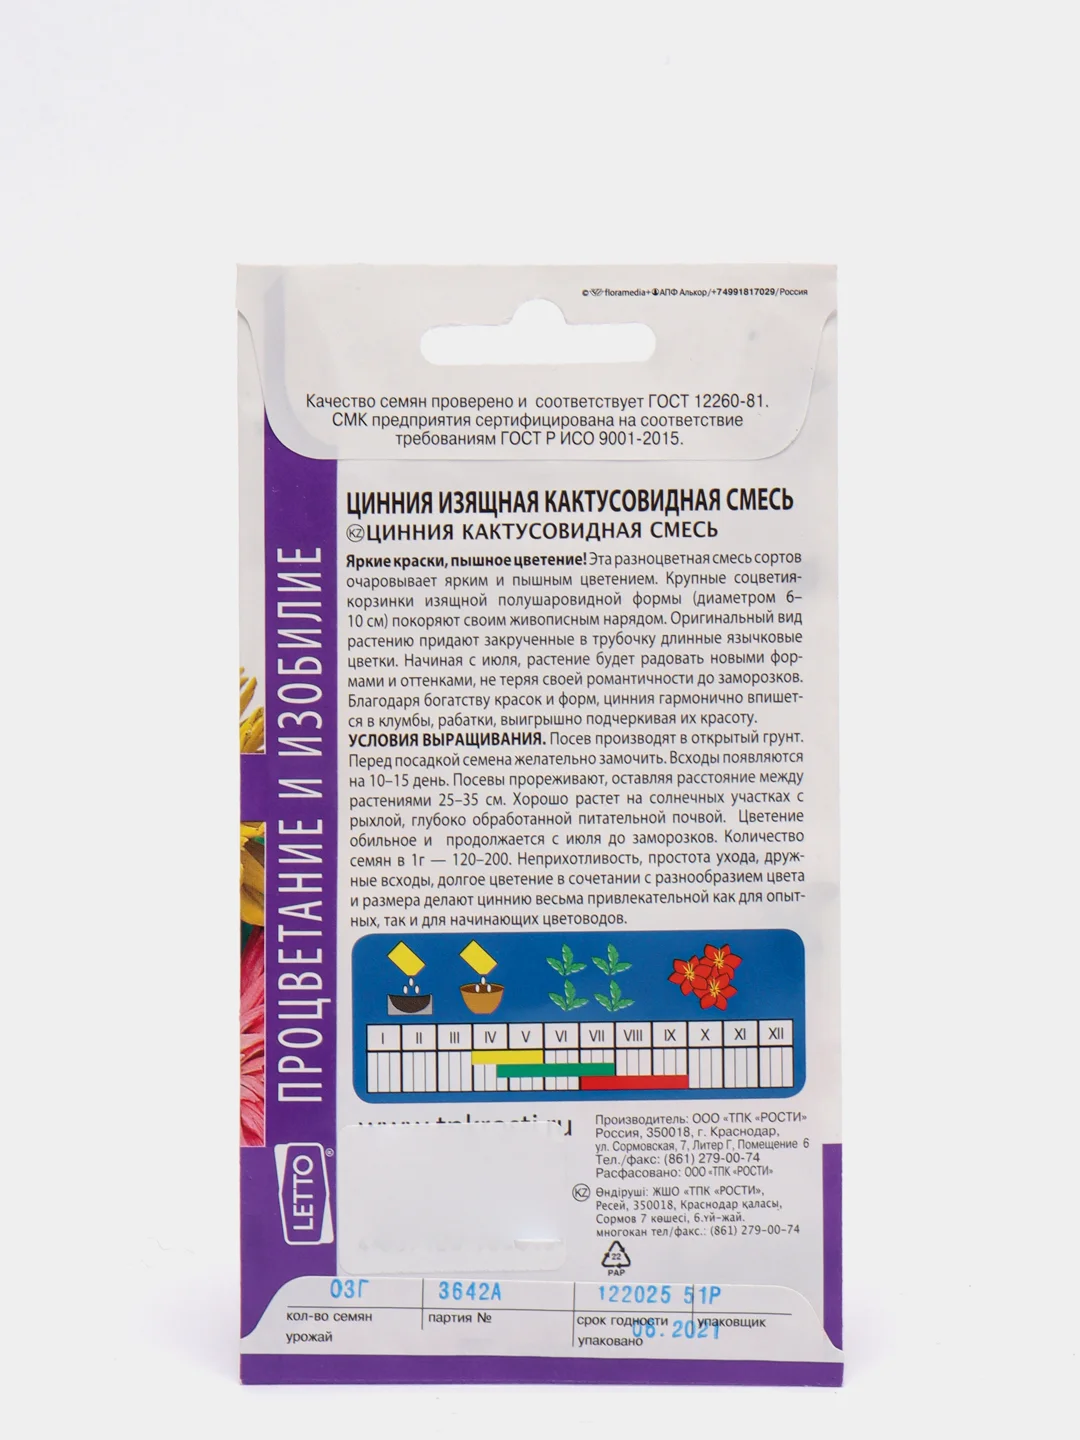 © floramedia+АПФ Алькор/+74991817029/Россия
Качество семян проверено и соответствует ГОСТ 12260-81.
СМК предприятия сертифицирована на соответствие
требованиям ГОСТ Р ИСО 9001-2015.
ЦИННИЯ ИЗЯЩНАЯ КАКТУСОВИДНАЯ СМЕСЬ
KZ ЦИННИЯ КАКТУСОВИДНАЯ СМЕСЬ
Яркие краски, пышное цветение! Эта разноцветная смесь сортов
очаровывает ярким и пышным цветением. Крупные соцветия-
корзинки изящной полушаровидной формы (диаметром 6–
10 см) покоряют своим живописным нарядом. Оригинальный вид
растению придают закрученные в трубочку длинные язычковые
цветки. Начиная с июля, растение будет радовать новыми фор-
мами и оттенками, не теряя своей романтичности до заморозков.
Благодаря богатству красок и форм, цинния гармонично впишет-
ся в клумбы, рабатки, выигрышно подчеркивая их красоту.
УСЛОВИЯ ВЫРАЩИВАНИЯ. Посев производят в открытый грунт.
Перед посадкой семена желательно замочить. Всходы появляются
на 10–15 день. Посевы прореживают, оставляя расстояние между
растениями 25–35 см. Хорошо растет на солнечных участках с
рыхлой, глубоко обработанной питательной почвой. Цветение
обильное и продолжается с июля до заморозков. Количество
семян в 1г — 120–200. Неприхотливость, простота ухода, друж-
ные всходы, долгое цветение в сочетании с разнообразием цвета
и размера делают циннию весьма привлекательной как для опыт-
ных, так и для начинающих цветоводов.
ПРОЦВЕТАНИЕ И ИЗОБИЛИЕ
I II III IV V VI VII VIII IX X XI XII
www.tpkrosti.ru
Производитель: ООО «ТПК «РОСТИ»
Россия, 350018, г. Краснодар,
ул. Сормовская, 7, Литер Г, Помещение 6
Тел./факс: (861) 279-00-74
Расфасовано: ООО «ТПК «РОСТИ»
KZ Өндіруші: ЖШО «ТПК «РОСТИ»,
Ресей, 350018, Краснодар қаласы,
Сормов 7 көшесі, 6.үй-жай.
многокан тел/факс.: (861) 279-00-74
22
PAP
LETTO ®
03Г 3642А 122025 51Р
кол-во семян партия № срок годности упаковщик
урожай упаковано 06.2021